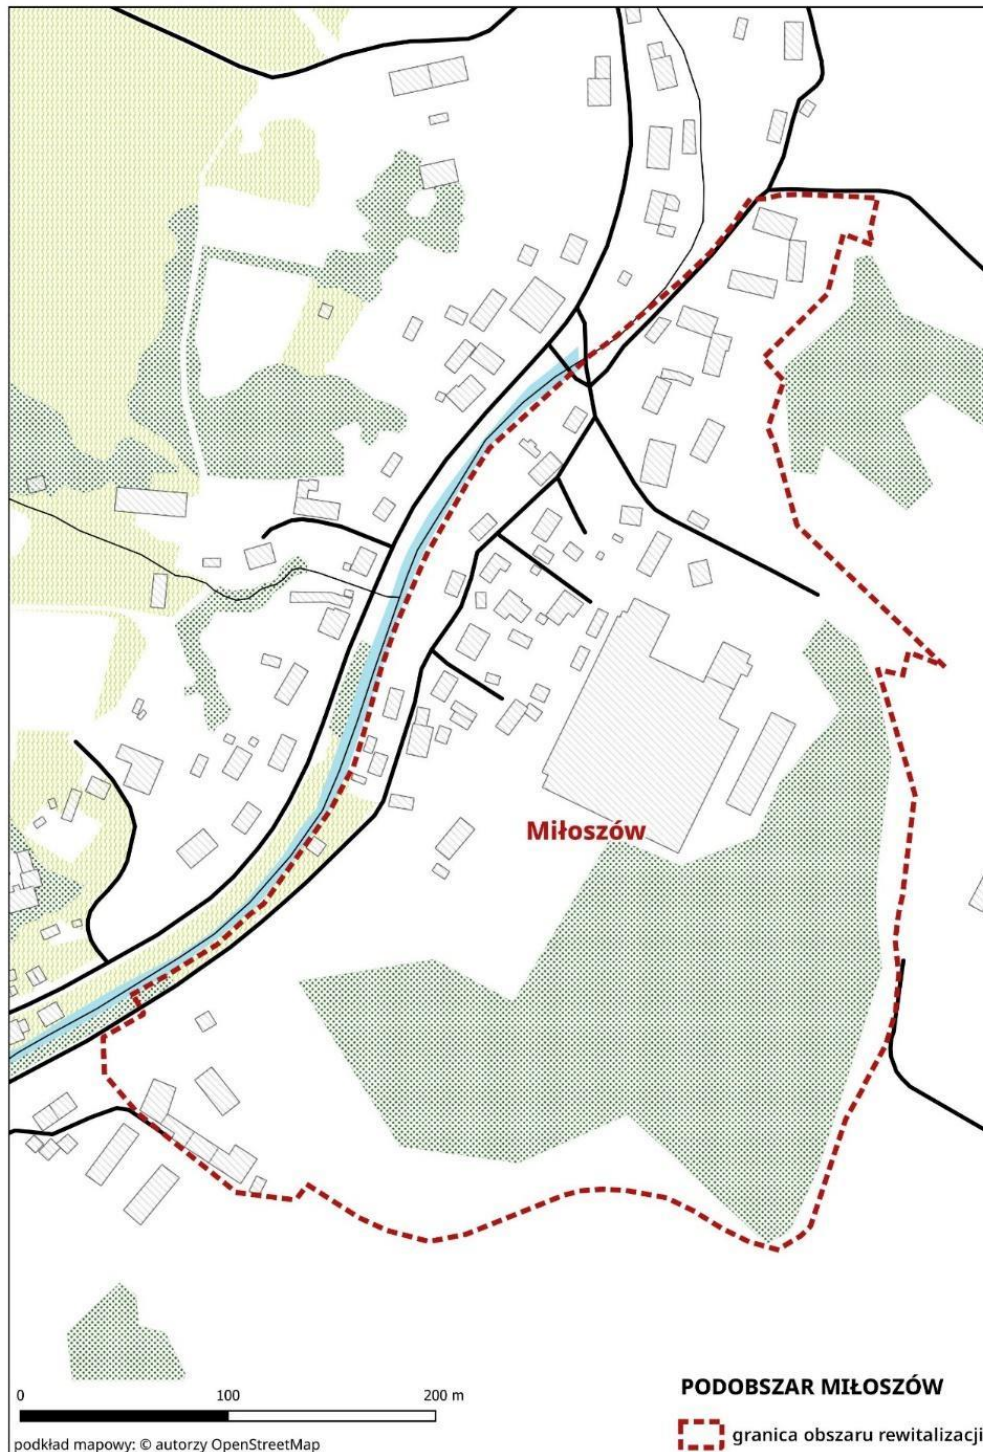 Miłoszów
0 100 200 m
podkład mapowy: © autorzy OpenStreetMap
PODOBSZAR MIŁOSZÓW
granica obszaru rewitalizacji